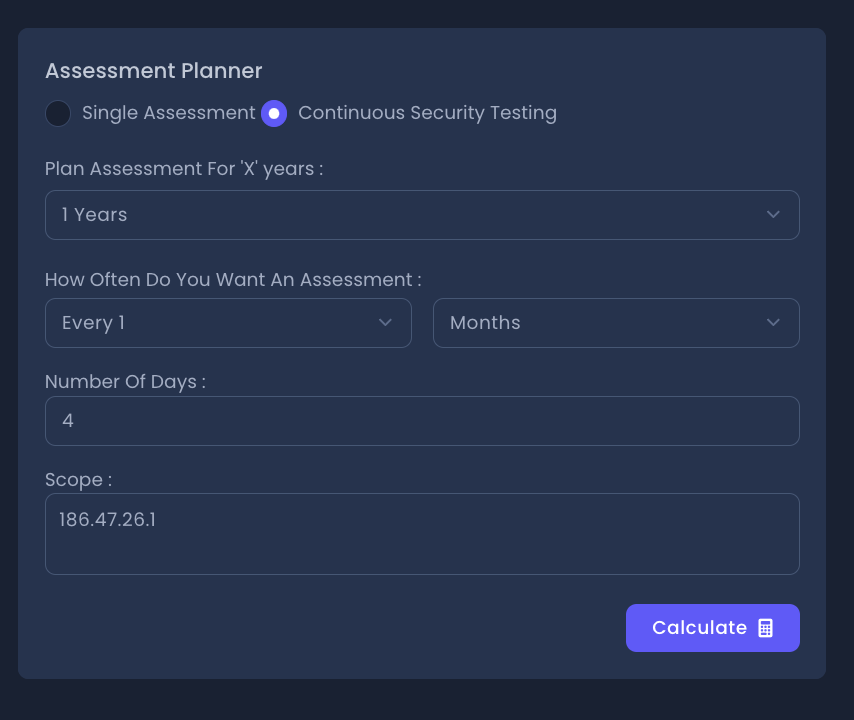 Assessment Planner
Single Assessment Continuous Security Testing
Plan Assessment For 'X' years :
1 Years
How Often Do You Want An Assessment :
Every 1 Months
Number Of Days :
4
Scope :
186.47.26.1
Calculate